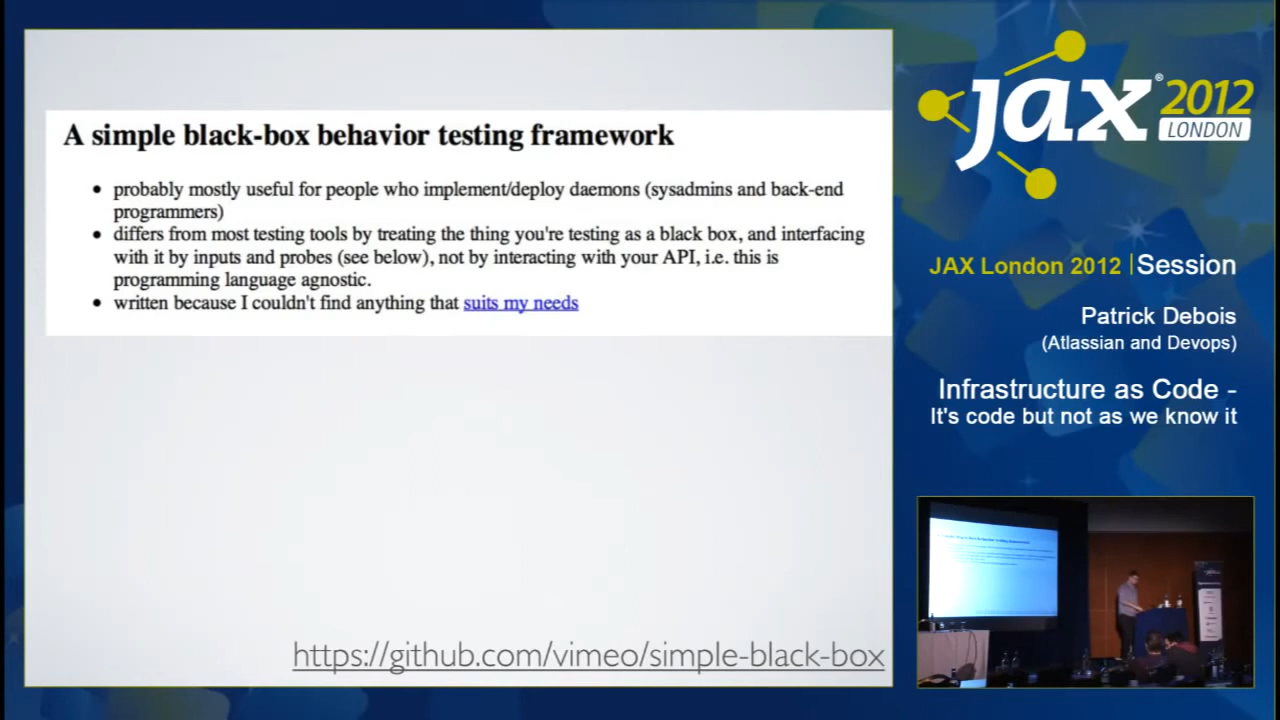 A simple black-box behavior testing framework
• probably mostly useful for people who implement/deploy daemons (sysadmins and back-end
programmers)
• differs from most testing tools by treating the thing you're testing as a black box, and interfacing
with it by inputs and probes (see below), not by interacting with your API, i.e. this is
programming language agnostic.
• written because I couldn't find anything that suits my needs
https://github.com/vimeo/simple-black-box
jax® 2012
LONDON
JAX London 2012 | Session
Patrick Debois
(Atlassian and Devops)
Infrastructure as Code -
It's code but not as we know it